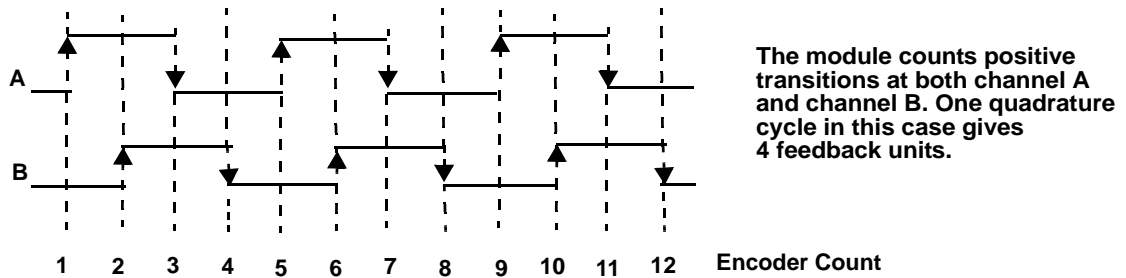 A
The module counts positive
transitions at both channel A
and channel B. One quadrature
cycle in this case gives
4 feedback units.
B
1 2 3 4 5 6 7 8 9 10 11 12 Encoder Count